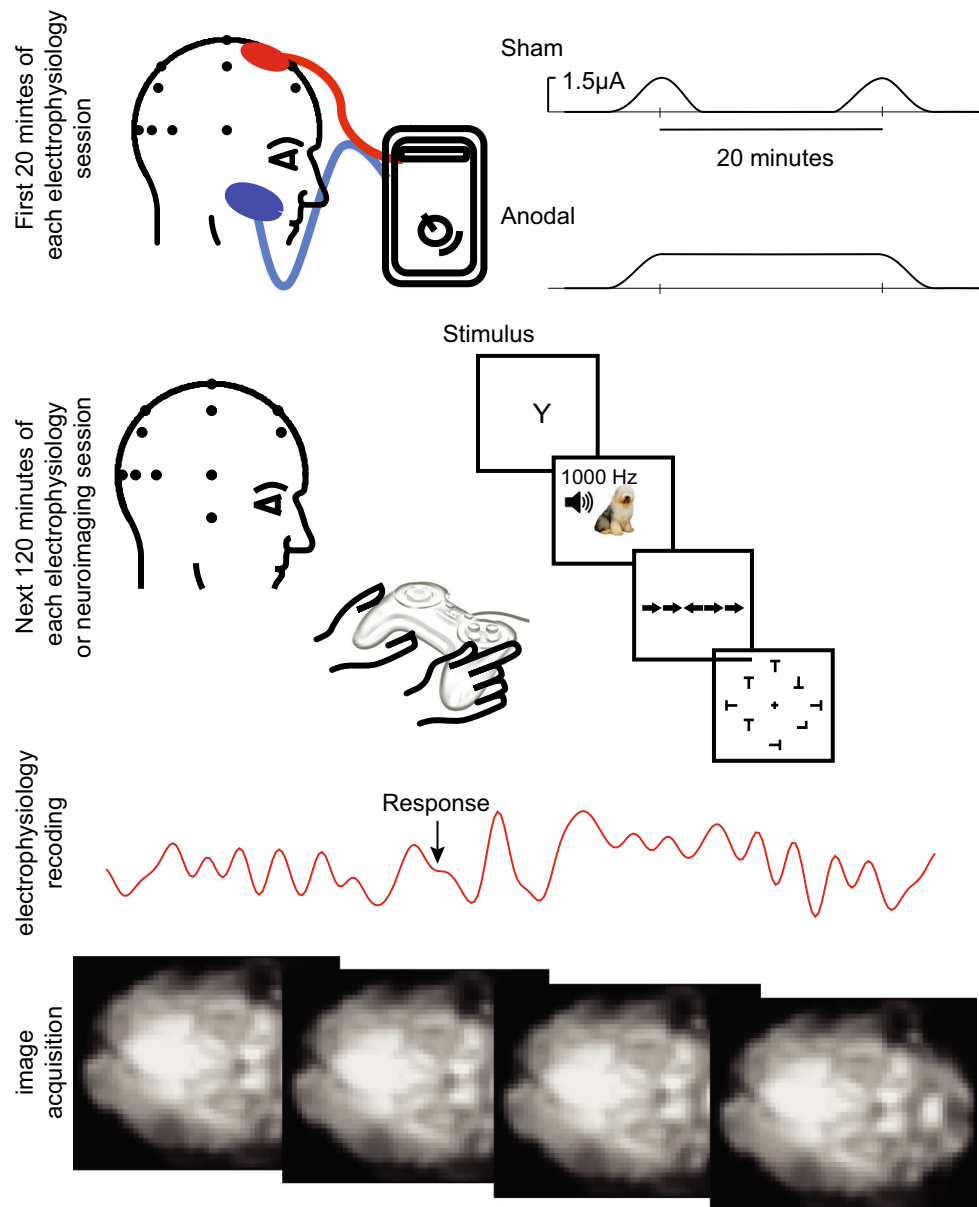 First 20 mintes of
each electrophysiology
session
Sham
1.5μA
20 minutes
Anodal
Next 120 minutes of
each electrophysiology
or neuroimaging session
Stimulus
Y
1000 Hz
T
T
T
T
T
T
T
L
electrophysiology
recoding
Response
image
acquisition